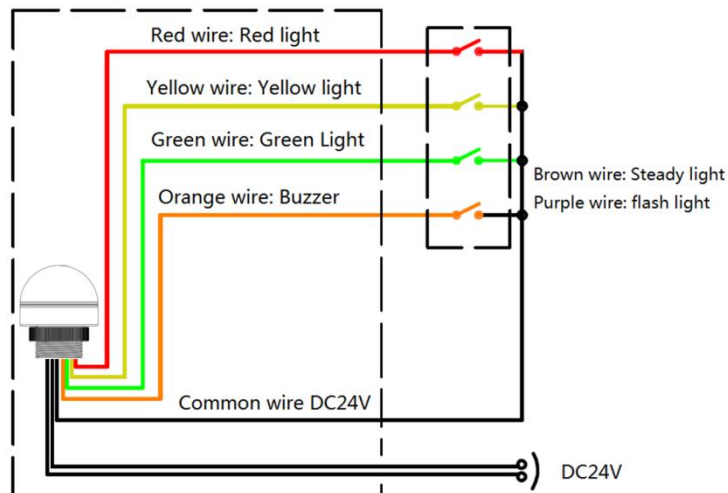 Red wire: Red light
Yellow wire: Yellow light
Green wire: Green Light
Brown wire: Steady light
Orange wire: Buzzer
Purple wire: flash light
Common wire DC24V
DC24V